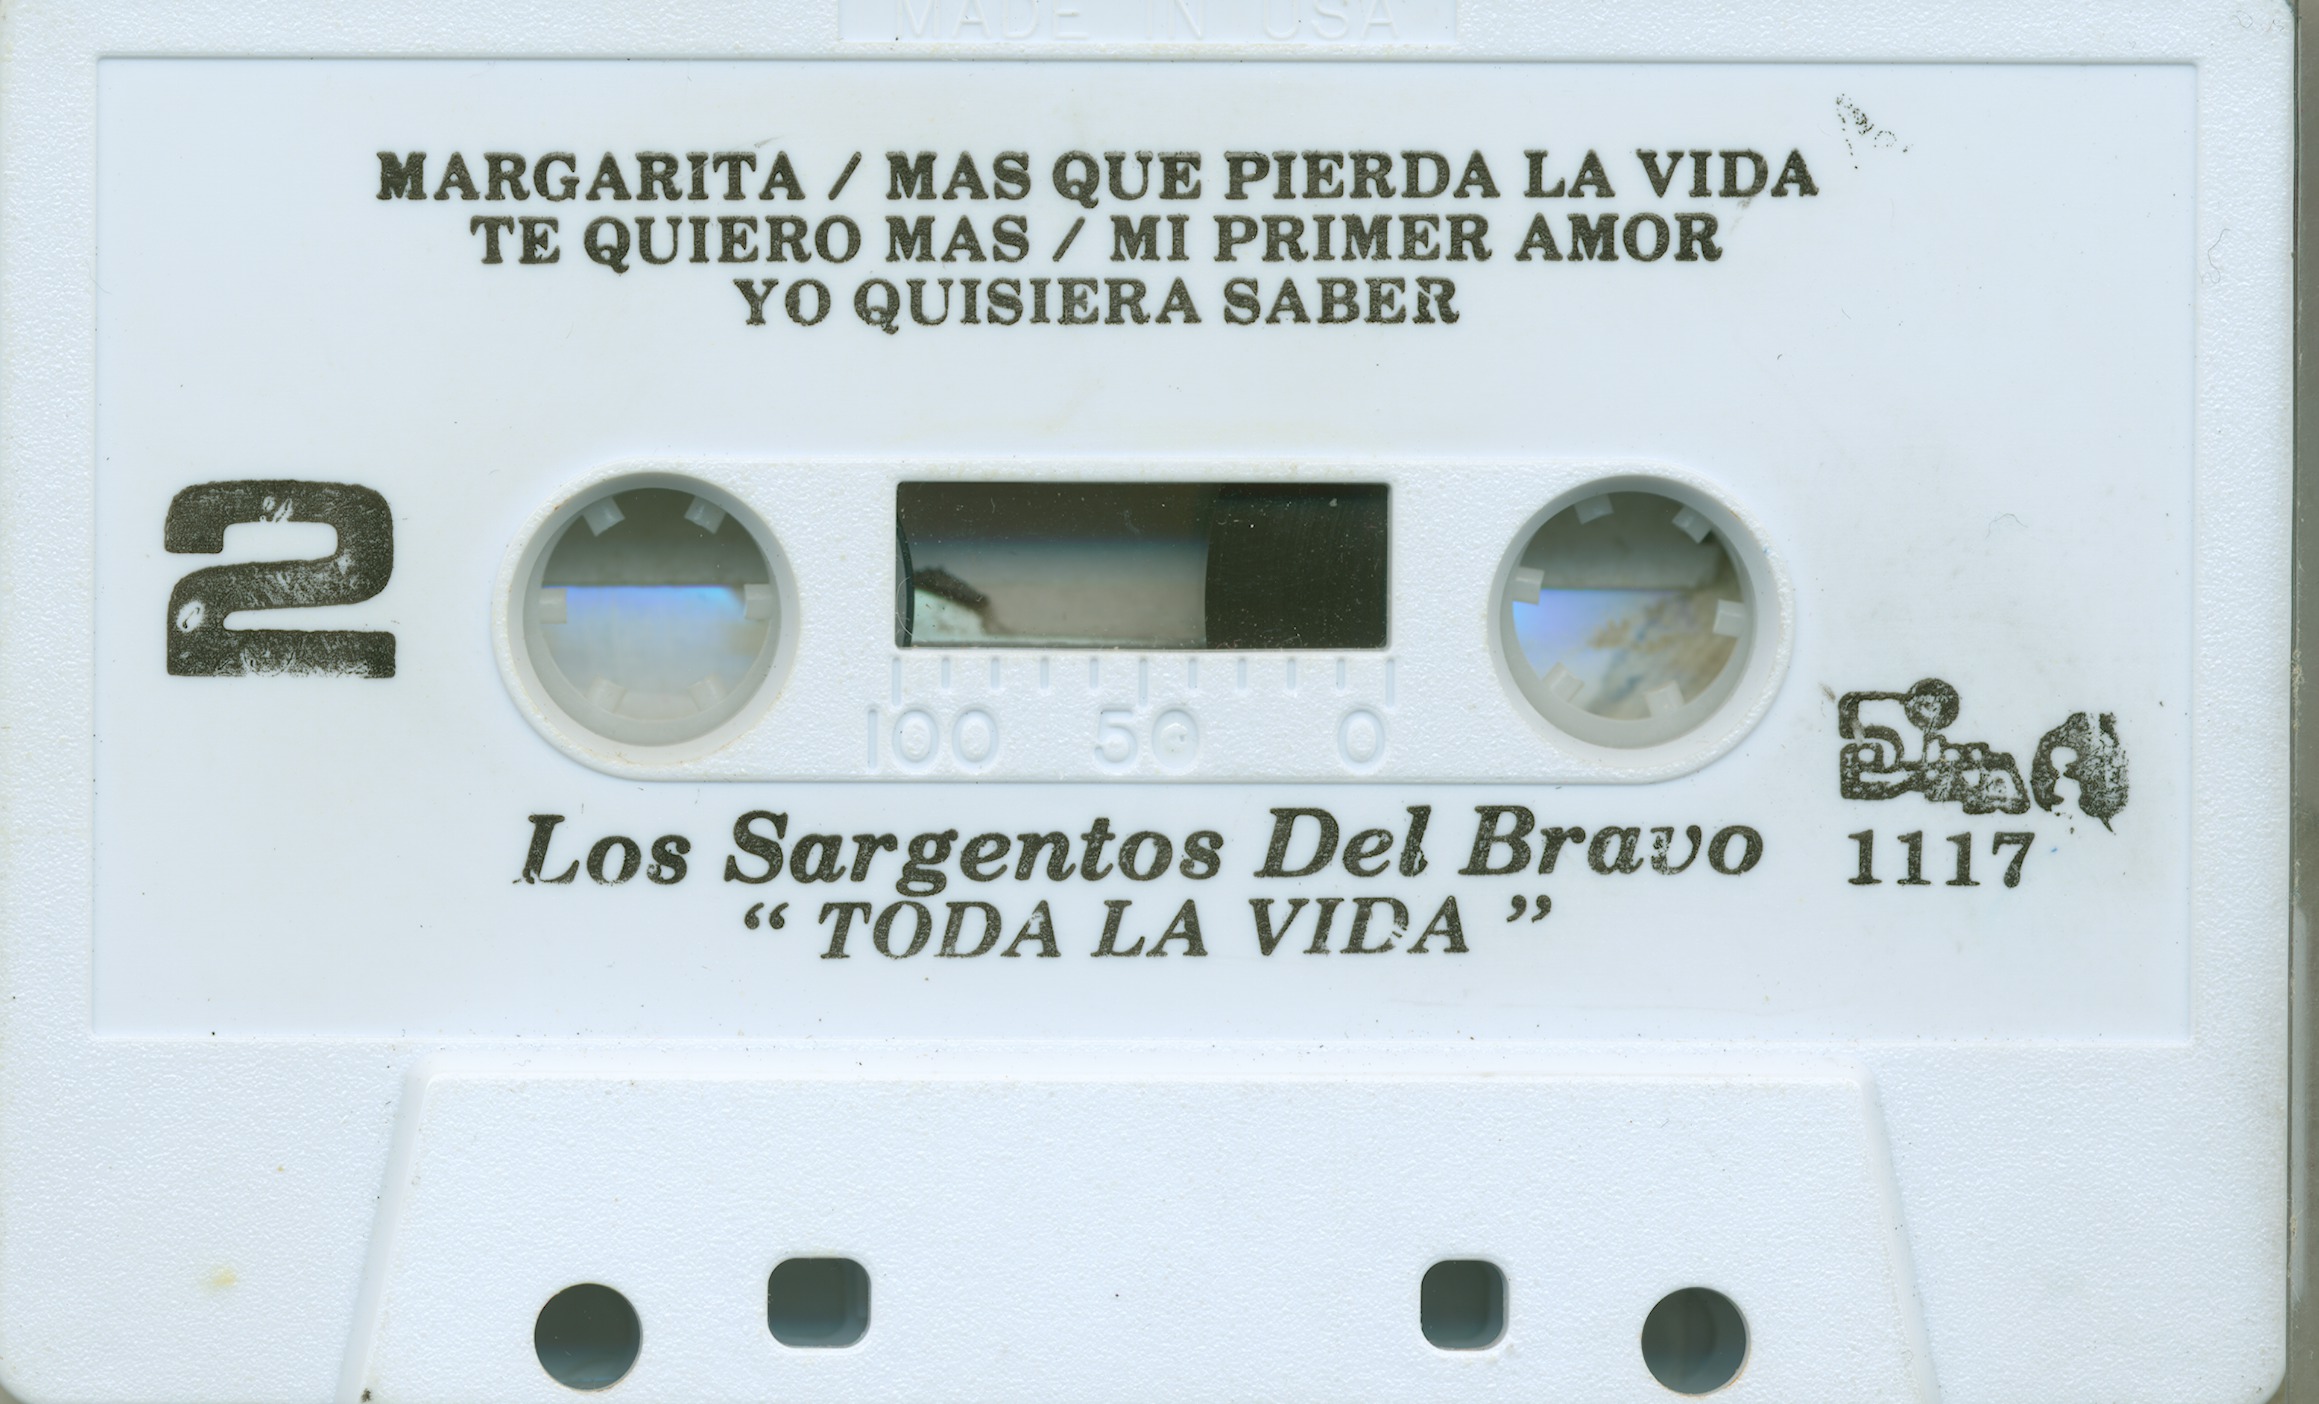 MADE IN USA
MARGARITA / MAS QUE PIERDA LA VIDA
TE QUIERO MAS / MI PRIMER AMOR
YO QUISIERA SABER
2
100 50 0
Los Sargentos Del Bravo
1117
“ TODA LA VIDA ”